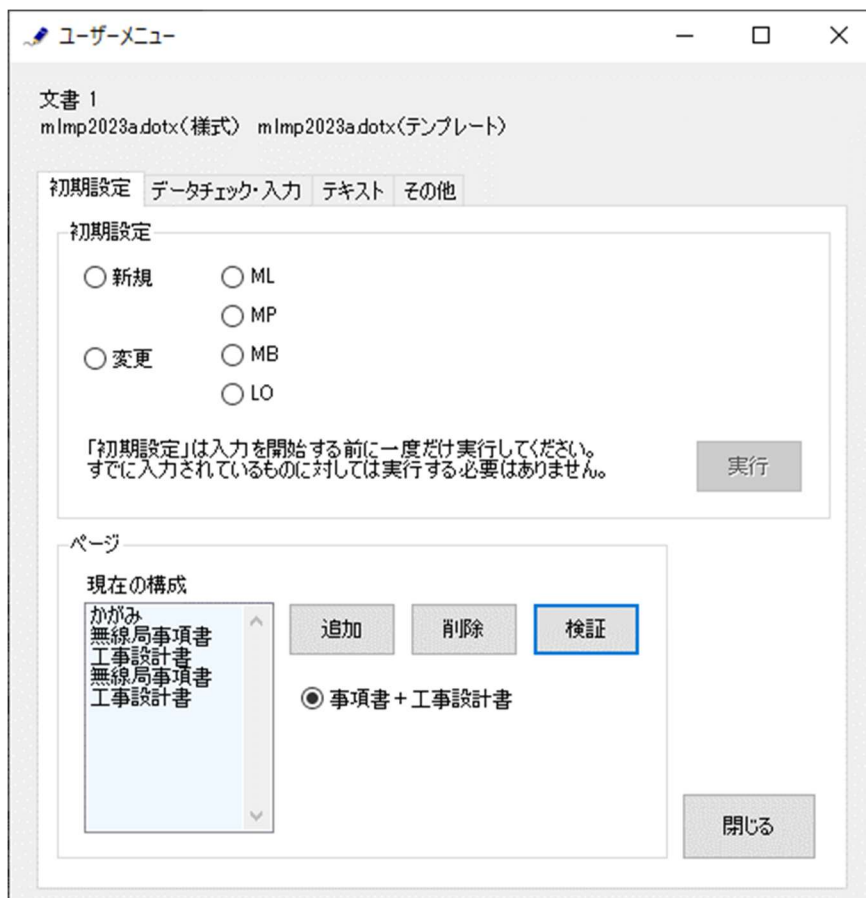 ユーザーメニュー
文書 1
mlmp2023a.dotx(様式) mlmp2023a.dotx(テンプレート)
初期設定 データチェック・入力 テキスト その他
初期設定
新規 ML
MP
変更 MB
LO
「初期設定」は入力を開始する前に一度だけ実行してください。
すでに入力されているものに対しては実行する必要はありません。
実行
ページ
現在の構成
かがみ
無線局事項書
工事設計書
無線局事項書
工事設計書
追加 削除 検証
事項書+工事設計書
閉じる